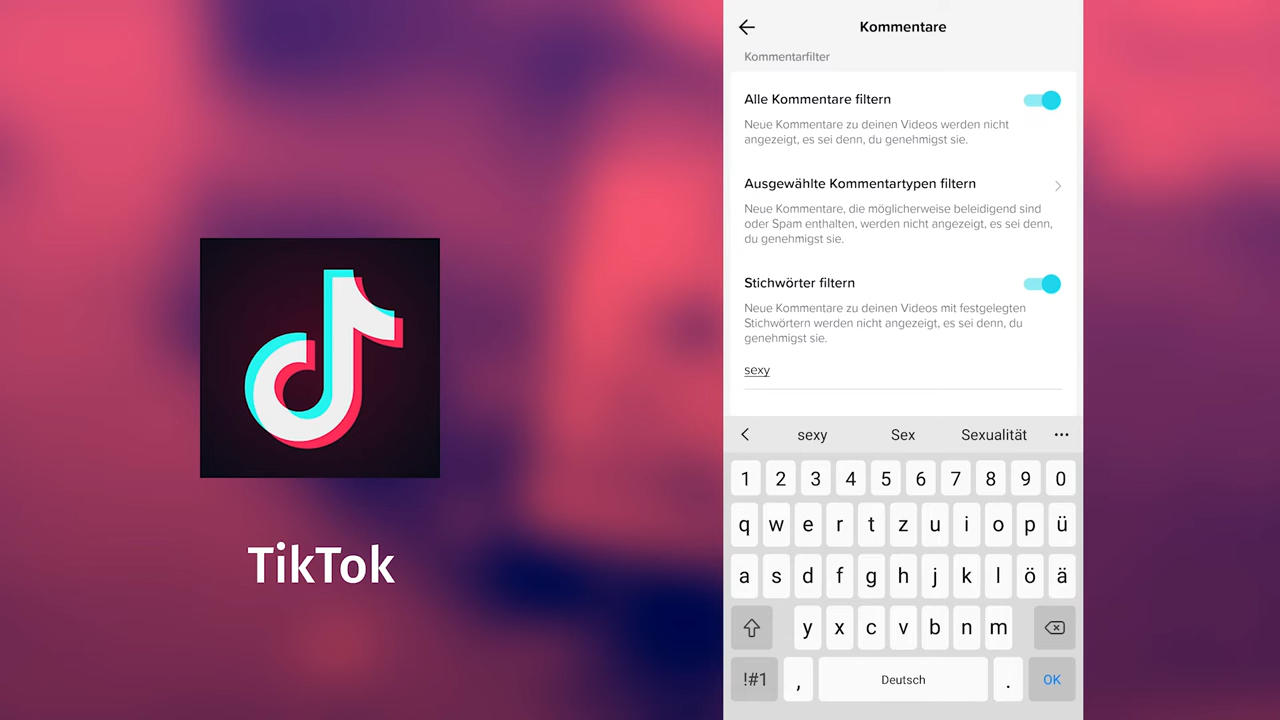 TikTok
Kommentare
Kommentarfilter
Alle Kommentare filtern
Neue Kommentare zu deinen Videos werden nicht
angezeigt, es sei denn, du genehmigst sie.
Ausgewählte Kommentartypen filtern
Neue Kommentare, die möglicherweise beleidigend sind
oder Spam enthalten, werden nicht angezeigt, es sei denn,
du genehmigst sie.
Stichwörter filtern
Neue Kommentare zu deinen Videos mit festgelegten
Stichwörtern werden nicht angezeigt, es sei denn, du
genehmigst sie.
sexy
sexy Sex Sexualität ...
1 2 3 4 5 6 7 8 9 0
q w e r t z u i o p ü
a s d f g h j k l ö ä
y x c v b n m
!#1 , Deutsch . OK